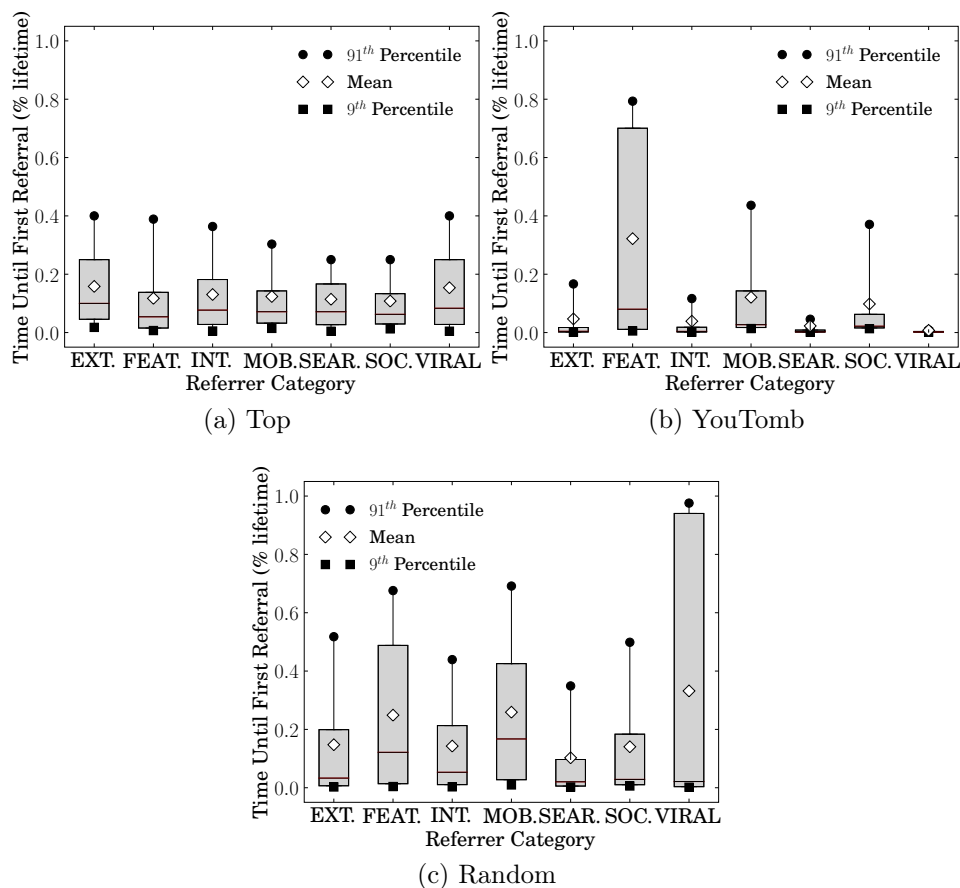 Time Until First Referral (% lifetime)
1.0
0.8
0.6
0.4
0.2
0.0
91th Percentile
Mean
9th Percentile
EXT. FEAT. INT. MOB. SEAR. SOC. VIRAL
Referrer Category
(a) Top
Time Until First Referral (% lifetime)
1.0
0.8
0.6
0.4
0.2
0.0
91th Percentile
Mean
9th Percentile
EXT. FEAT. INT. MOB. SEAR. SOC. VIRAL
Referrer Category
(b) YouTomb
Time Until First Referral (% lifetime)
1.0
0.8
0.6
0.4
0.2
0.0
91th Percentile
Mean
9th Percentile
EXT. FEAT. INT. MOB. SEAR. SOC. VIRAL
Referrer Category
(c) Random